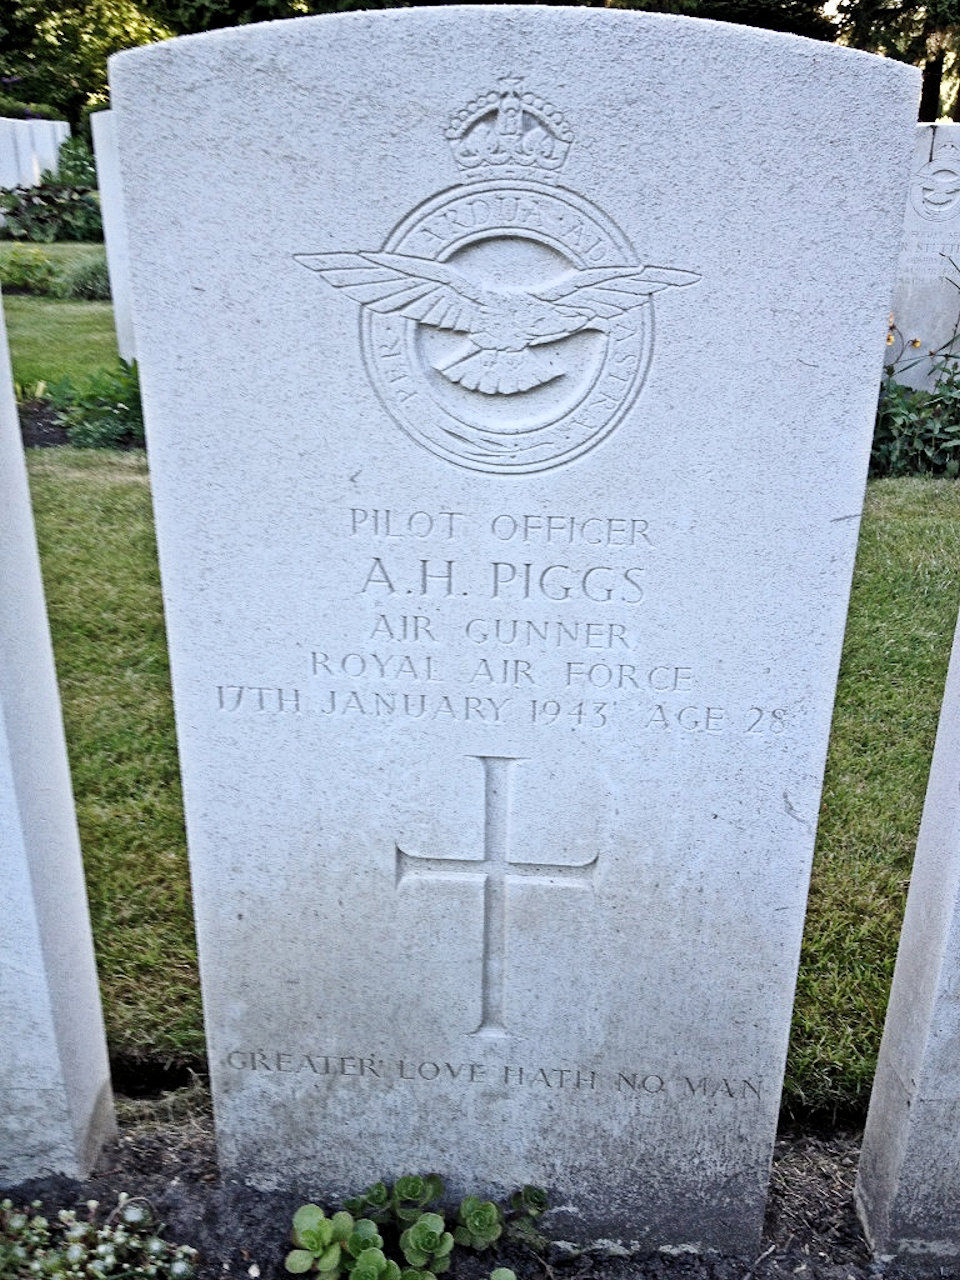 PER ARDUA AD ASTRA
PILOT OFFICER
A.H. PIGGS
AIR GUNNER
ROYAL AIR FORCE
17TH JANUARY 1943 AGE 28
GREATER LOVE HATH NO MAN